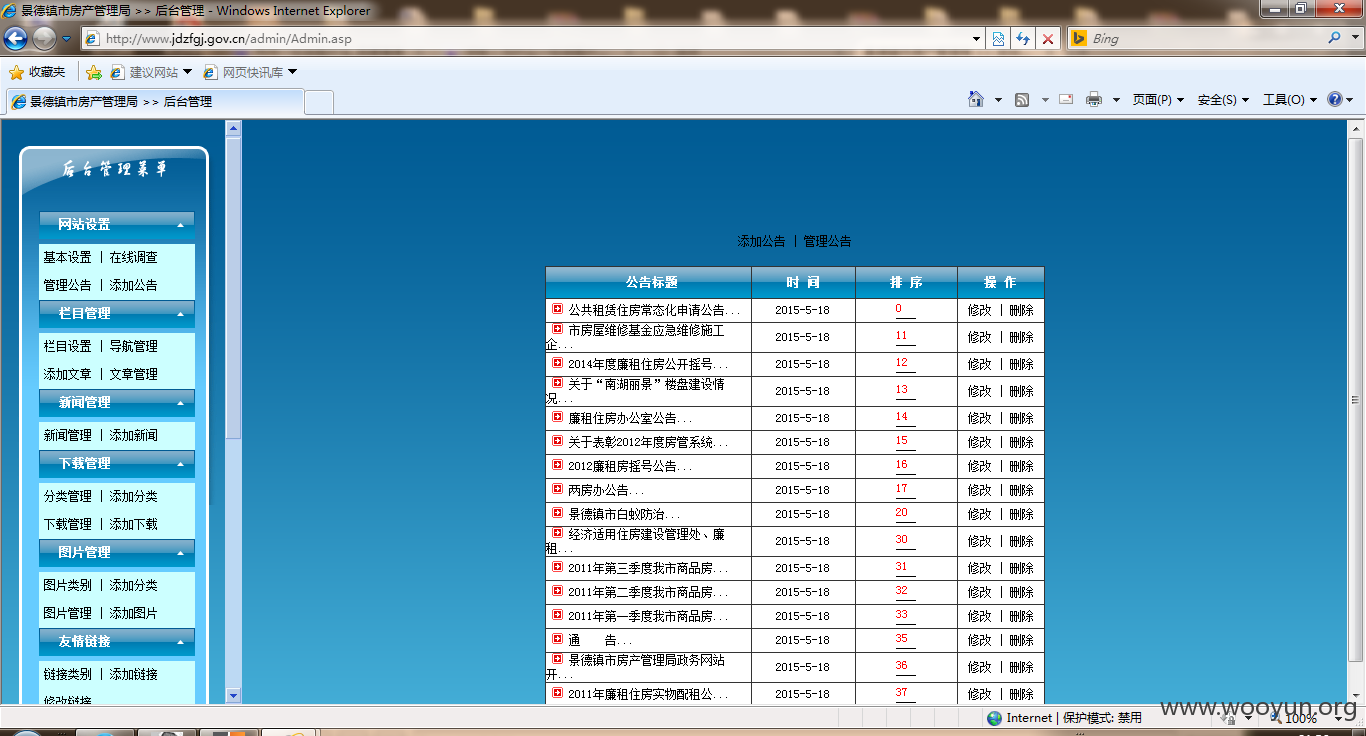 景德镇市房产管理局 >> 后台管理 - Windows Internet Explorer
http://www.jdzfgj.gov.cn/admin/Admin.asp
Bing
收藏夹
建议网站
网页快讯库
景德镇市房产管理局 >> 后台管理
页面(P)
安全(S)
工具(O)
后台管理菜单
网站设置
基本设置 | 在线调查
管理公告 | 添加公告
栏目管理
栏目设置 | 导航管理
添加文章 | 文章管理
新闻管理
新闻管理 | 添加新闻
下载管理
分类管理 | 添加分类
下载管理 | 添加下载
图片管理
图片类别 | 添加分类
图片管理 | 添加图片
友情链接
链接类别 | 添加链接
修改链接
添加公告 | 管理公告
公告标题 时 间 排 序 操 作
公共租赁住房常态化申请公告... 2015-5-18 0 修改 | 删除
市房屋维修基金应急维修施工
企... 2015-5-18 11 修改 | 删除
2014年度廉租住房公开摇号... 2015-5-18 12 修改 | 删除
关于“南湖丽景”楼盘建设情
况... 2015-5-18 13 修改 | 删除
廉租住房办公室公告... 2015-5-18 14 修改 | 删除
关于表彰2012年度房管系统... 2015-5-18 15 修改 | 删除
2012廉租房摇号公告... 2015-5-18 16 修改 | 删除
两房办公告... 2015-5-18 17 修改 | 删除
景德镇市白蚁防治... 2015-5-18 20 修改 | 删除
经济适用住房建设管理处、廉
租... 2015-5-18 30 修改 | 删除
2011年第三季度我市商品房... 2015-5-18 31 修改 | 删除
2011年第二季度我市商品房... 2015-5-18 32 修改 | 删除
2011年第一季度我市商品房... 2015-5-18 33 修改 | 删除
通 告... 2015-5-18 35 修改 | 删除
景德镇市房产管理局政务网站
开... 2015-5-18 36 修改 | 删除
2011年廉租住房实物配租公... 2015-5-18 37 修改 | 删除
www.wooyun.org
Internet | 保护模式: 禁用
100%